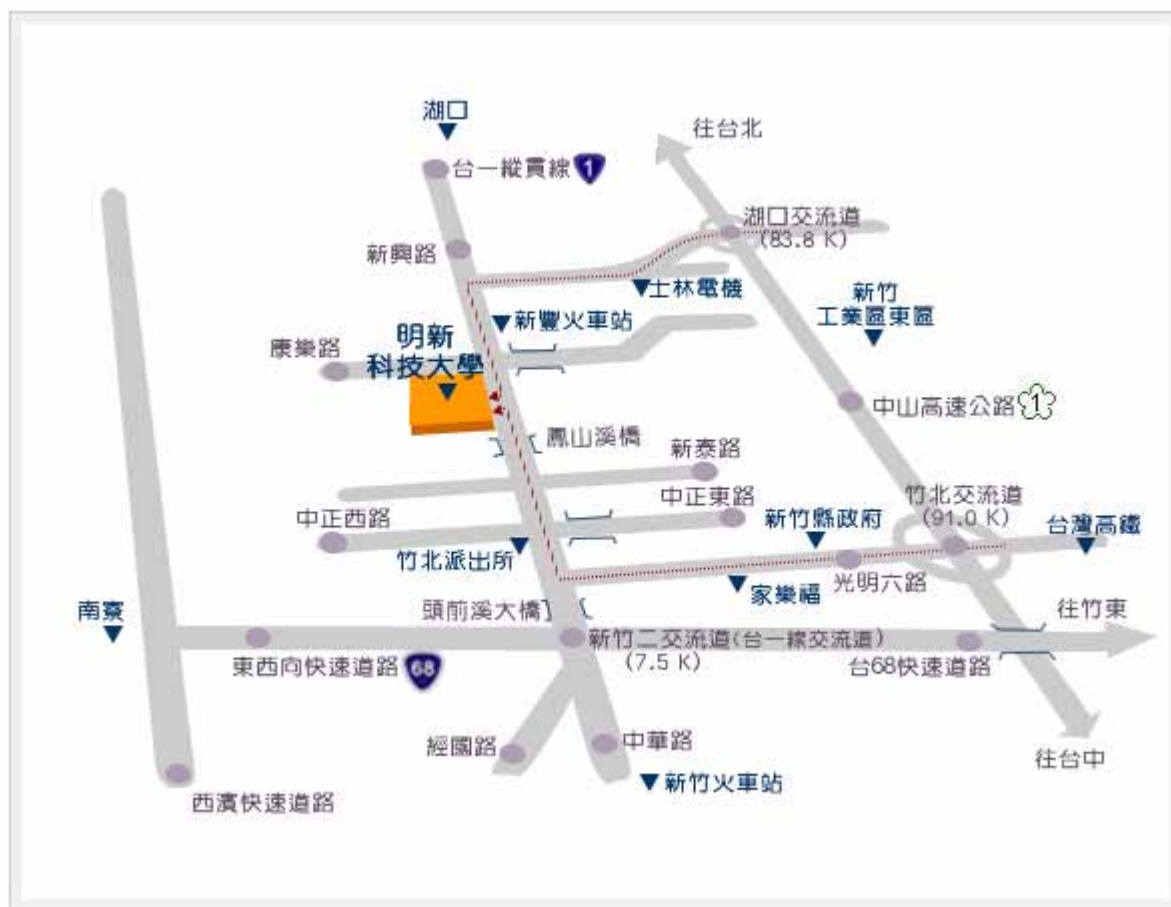 湖口
台一縱貫線 1
往台北
湖口交流道
(83.8 K)
新興路
士林電機
新竹
工業區東區
新豐火車站
明新
科技大學
康樂路
中山高速公路 1
鳳山溪橋
新泰路
中正東路
中正西路
竹北交流道
(91.0 K)
新竹縣政府
台灣高鐵
竹北派出所
光明六路
家樂福
頭前溪大橋
南寮
往竹東
新竹二交流道(台一線交流道)
(7.5 K)
東西向快速道路 68
台68快速道路
經國路
中華路
往台中
新竹火車站
西濱快速道路